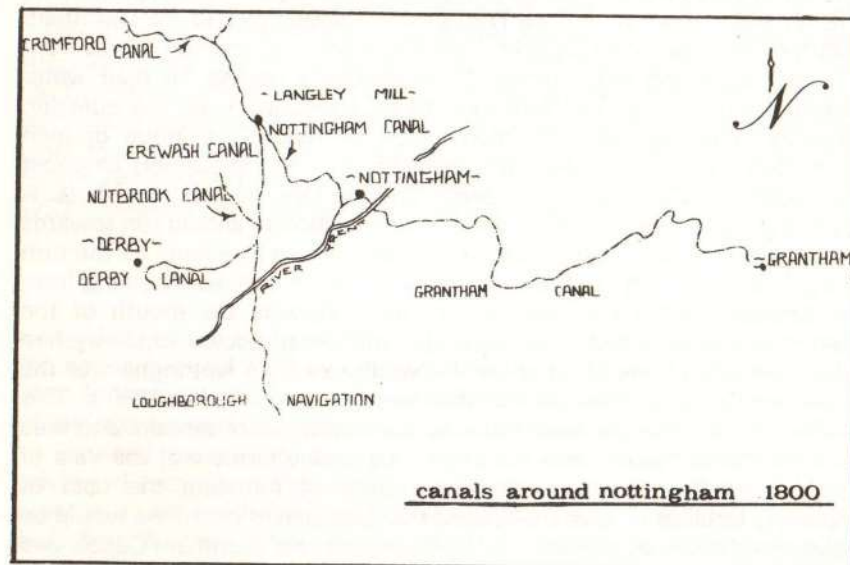 CROMFORD
CANAL
~LANGLEY MILL~
NOTTINGHAM CANAL
EREWASH CANAL
~NOTTINGHAM~
NUTBROOK CANAL
~DERBY~
DERBY CANAL
RIVER TRENT
GRANTHAM CANAL
~GRANTHAM
LOUGHBOROUGH NAVIGATION
N
canals around nottingham 1800